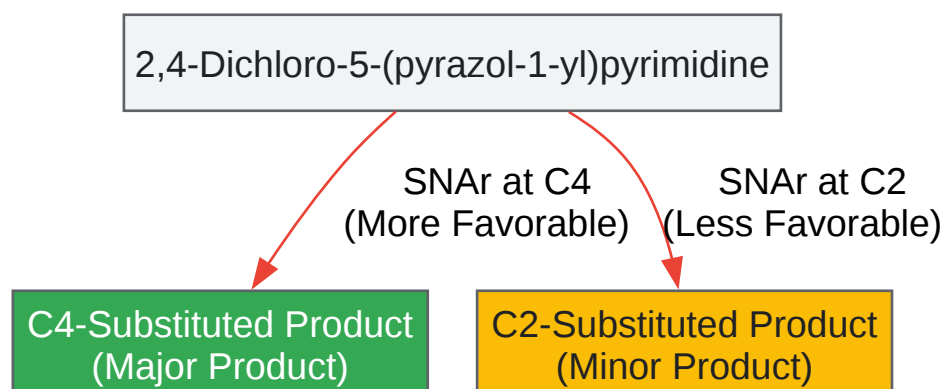 2,4-Dichloro-5-(pyrazol-1-yl)pyrimidine
SNAr at C4
(More Favorable)
SNAr at C2
(Less Favorable)
C4-Substituted Product
(Major Product)
C2-Substituted Product
(Minor Product)